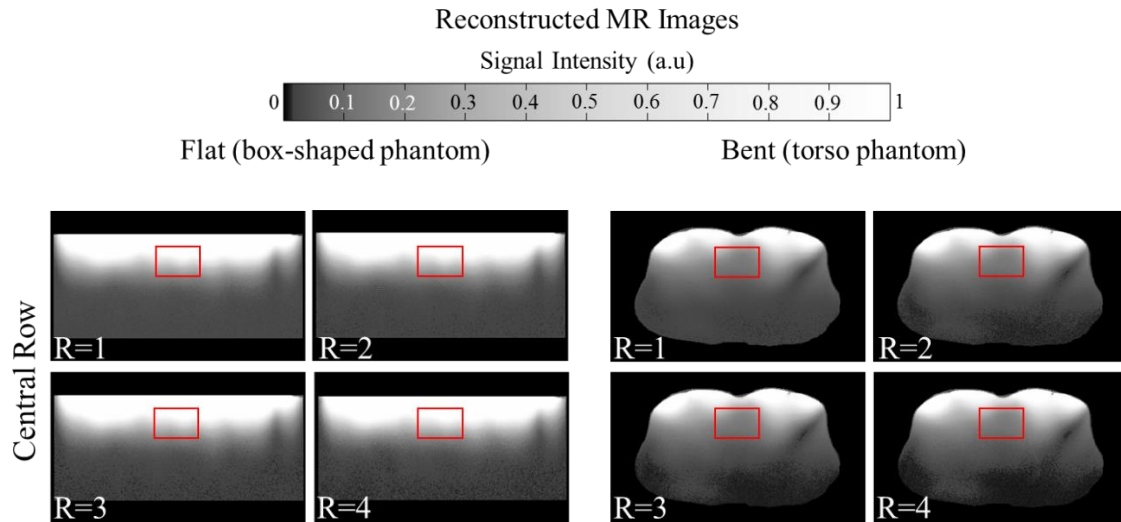 Reconstructed MR Images
Signal Intensity (a.u)
0 0.1 0.2 0.3 0.4 0.5 0.6 0.7 0.8 0.9 1
Flat (box-shaped phantom) Bent (torso phantom)
Central Row
R=1 R=2 R=1 R=2
R=3 R=4 R=3 R=4